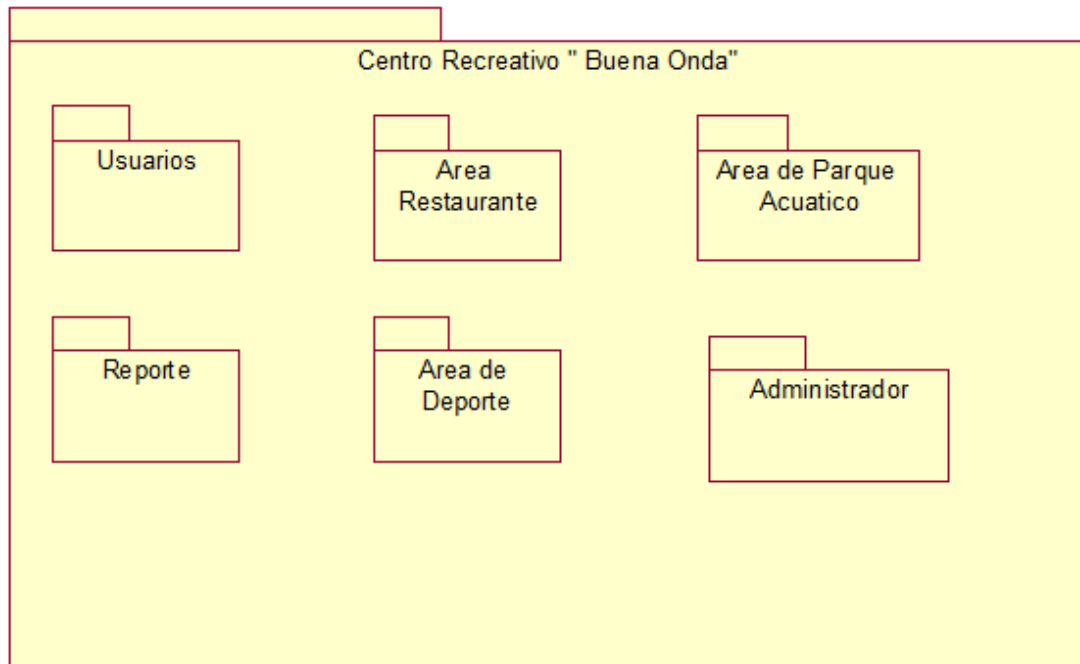 Centro Recreativo " Buena Onda"
Usuarios
Area
Restaurante
Area de Parque
Acuatico
Reporte
Area de
Deporte
Administrador